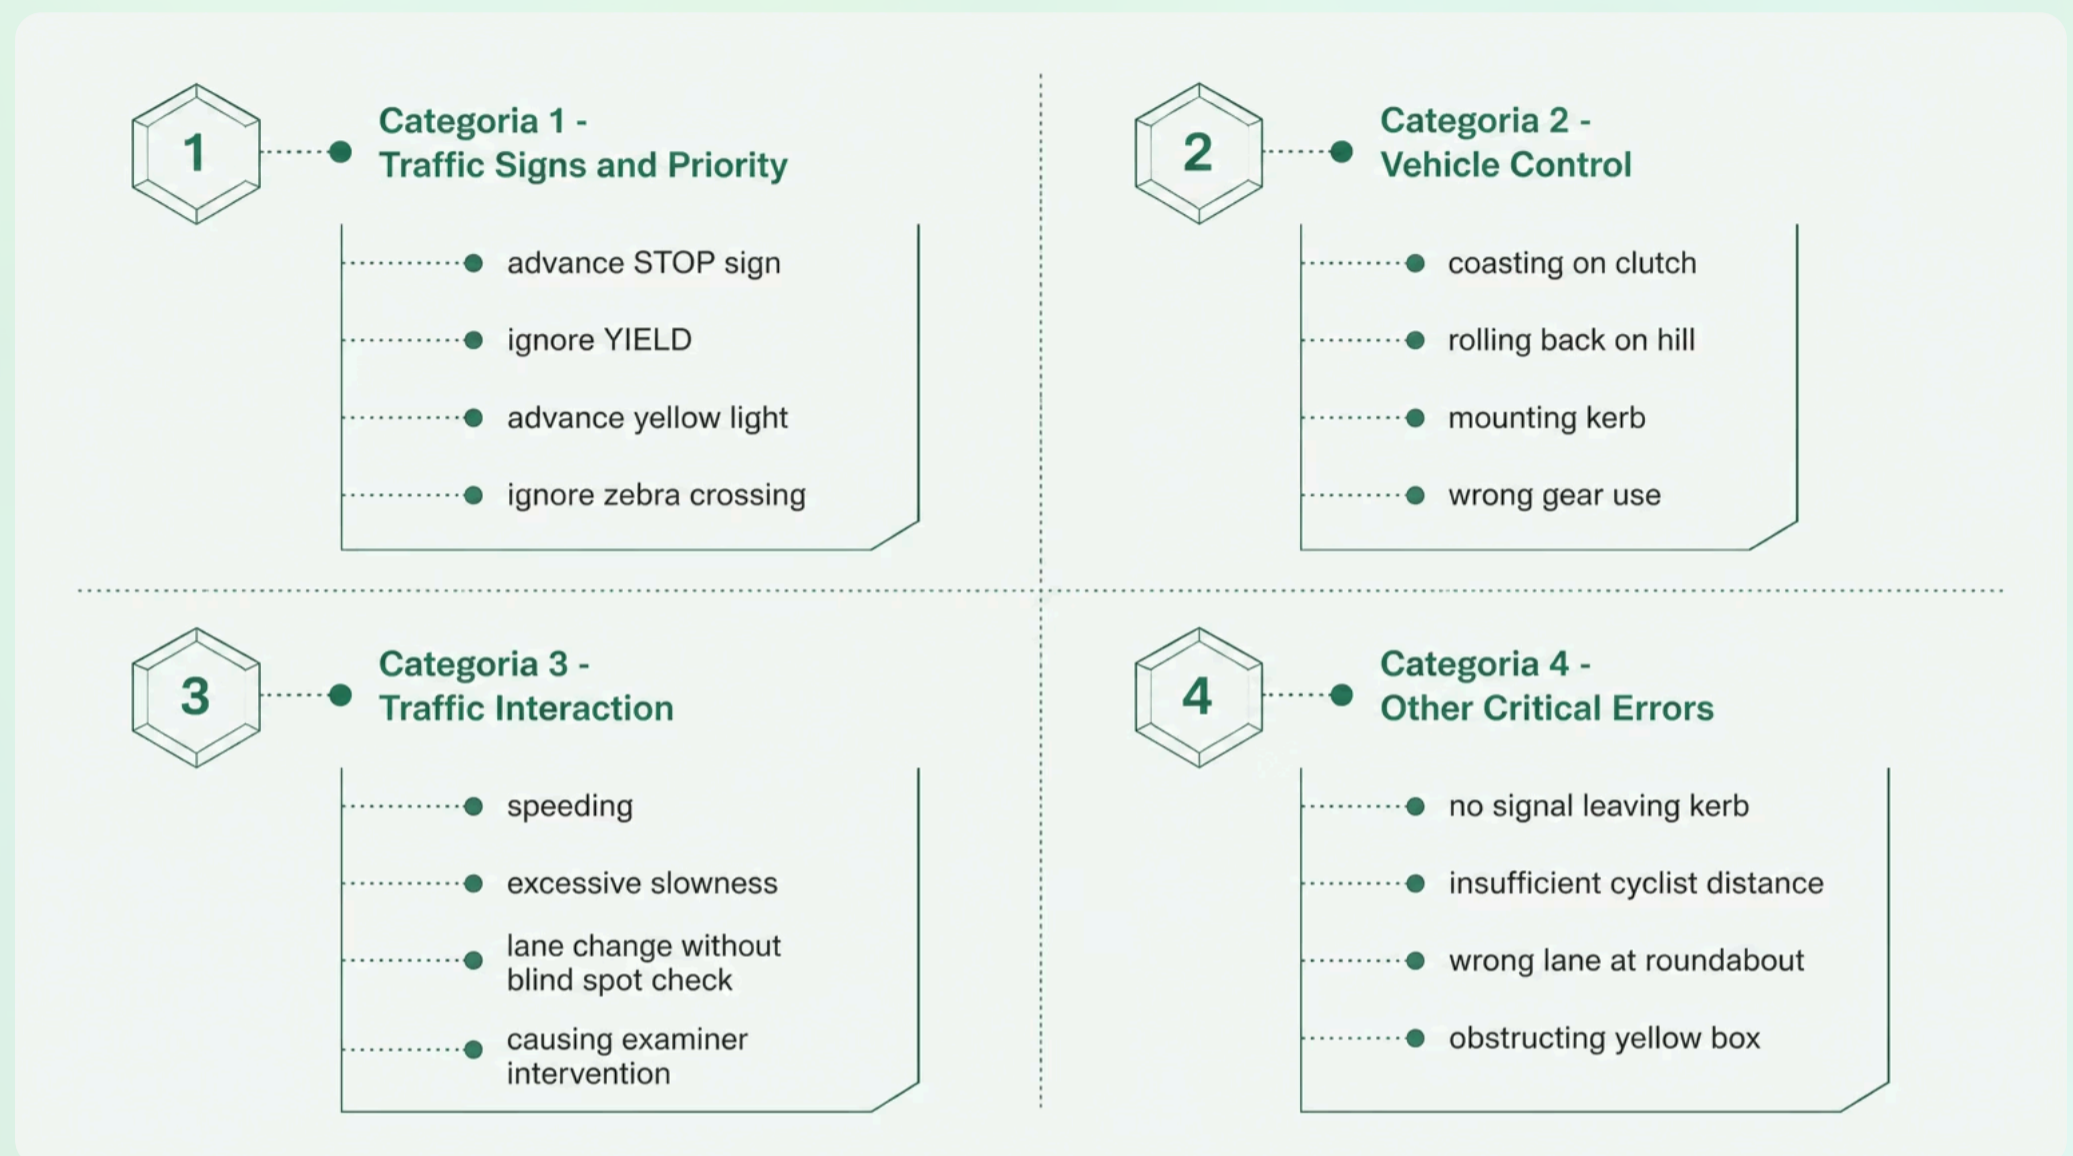 1
Categoria 1 -
Traffic Signs and Priority
advance STOP sign
ignore YIELD
advance yellow light
ignore zebra crossing
2
Categoria 2 -
Vehicle Control
coasting on clutch
rolling back on hill
mounting kerb
wrong gear use
3
Categoria 3 -
Traffic Interaction
speeding
excessive slowness
lane change without
blind spot check
causing examiner
intervention
4
Categoria 4 -
Other Critical Errors
no signal leaving kerb
insufficient cyclist distance
wrong lane at roundabout
obstructing yellow box